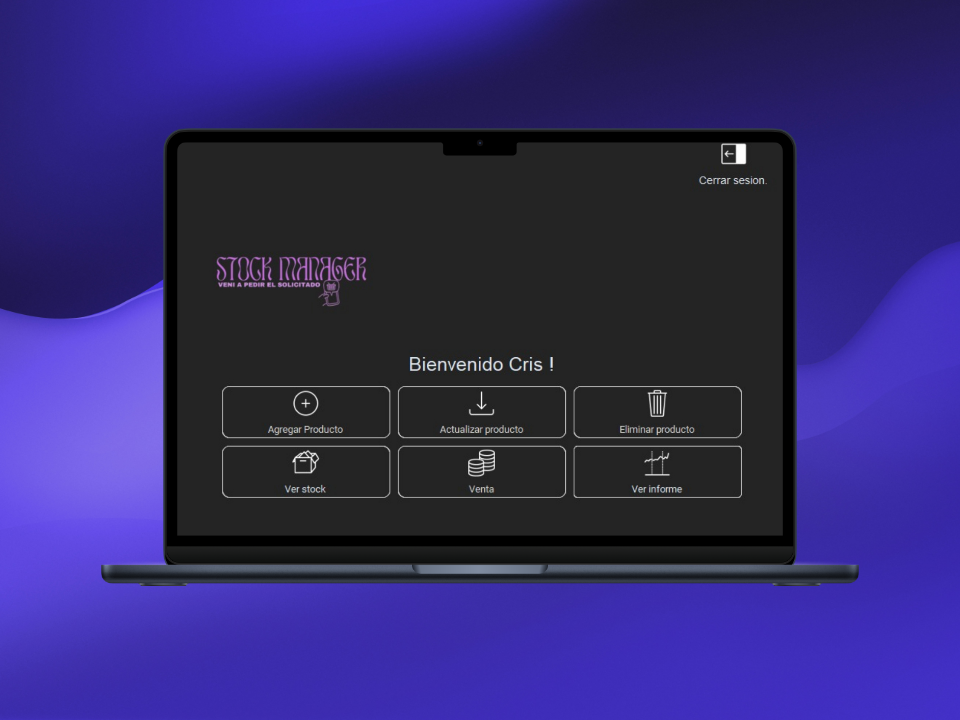 Cerrar sesion.
STOCK MANAGER
VENI A PEDIR EL SOLICITADO
Bienvenido Cris !
Agregar Producto
Actualizar producto
Eliminar producto
Ver stock
Venta
Ver informe